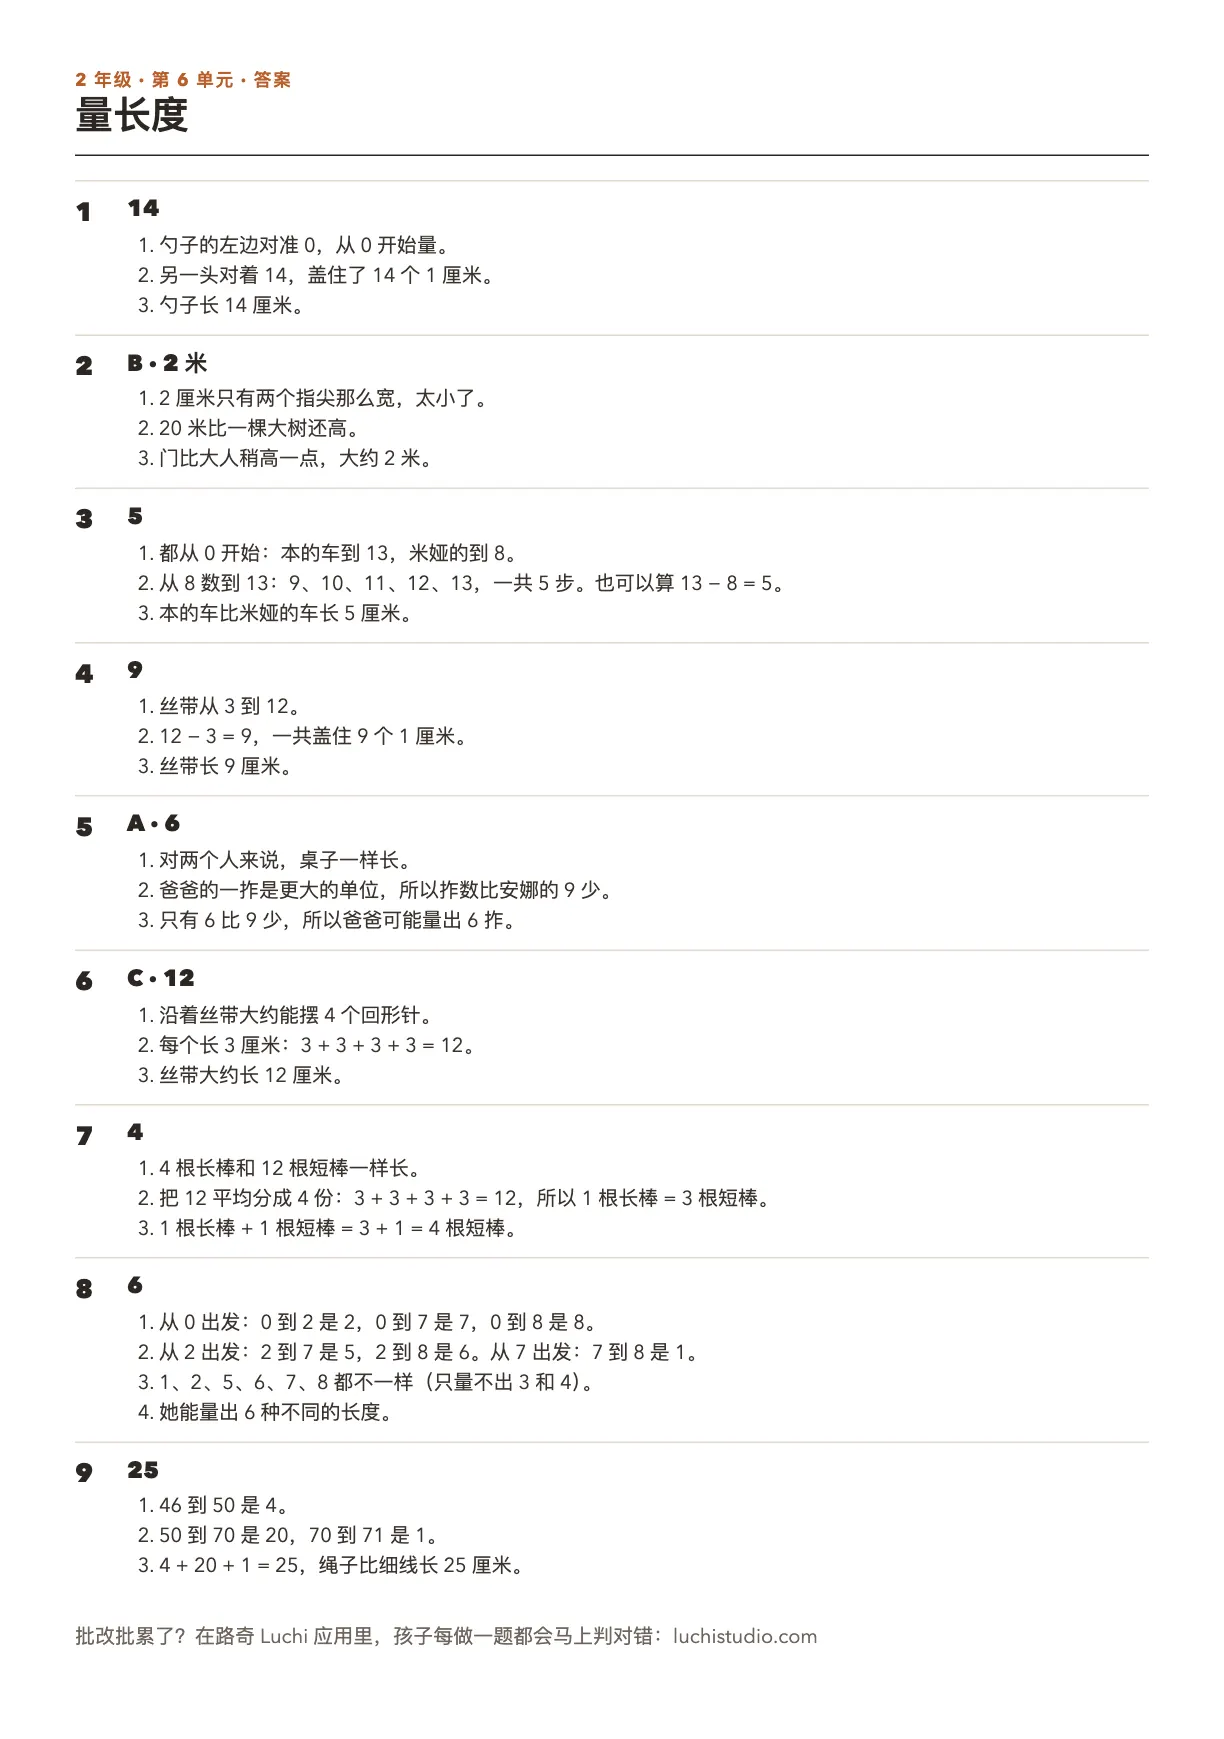 2 年级 · 第 6 单元 · 答案
量长度
1 14
1. 勺子的左边对准 0，从 0 开始量。
2. 另一头对着 14，盖住了 14 个 1 厘米。
3. 勺子长 14 厘米。
2 B · 2 米
1. 2 厘米只有两个指尖那么宽，太小了。
2. 20 米比一棵大树还高。
3. 门比大人稍高一点，大约 2 米。
3 5
1. 都从 0 开始：本的车到 13，米娅的到 8。
2. 从 8 数到 13：9、10、11、12、13，一共 5 步。也可以算 13 − 8 = 5。
3. 本的车比米娅的车长 5 厘米。
4 9
1. 丝带从 3 到 12。
2. 12 − 3 = 9，一共盖住 9 个 1 厘米。
3. 丝带长 9 厘米。
5 A · 6
1. 对两个人来说，桌子一样长。
2. 爸爸的一拃是更大的单位，所以拃数比安娜的 9 少。
3. 只有 6 比 9 少，所以爸爸可能量出 6 拃。
6 C · 12
1. 沿着丝带大约能摆 4 个回形针。
2. 每个长 3 厘米：3 + 3 + 3 + 3 = 12。
3. 丝带大约长 12 厘米。
7 4
1. 4 根长棒和 12 根短棒一样长。
2. 把 12 平均分成 4 份：3 + 3 + 3 + 3 = 12，所以 1 根长棒 = 3 根短棒。
3. 1 根长棒 + 1 根短棒 = 3 + 1 = 4 根短棒。
8 6
1. 从 0 出发：0 到 2 是 2，0 到 7 是 7，0 到 8 是 8。
2. 从 2 出发：2 到 7 是 5，2 到 8 是 6。从 7 出发：7 到 8 是 1。
3. 1、2、5、6、7、8 都不一样（只量不出 3 和 4）。
4. 她能量出 6 种不同的长度。
9 25
1. 46 到 50 是 4。
2. 50 到 70 是 20，70 到 71 是 1。
3. 4 + 20 + 1 = 25，绳子比细线长 25 厘米。
批改批累了？在路奇 Luchi 应用里，孩子每做一题都会马上判对错：luchistudio.com